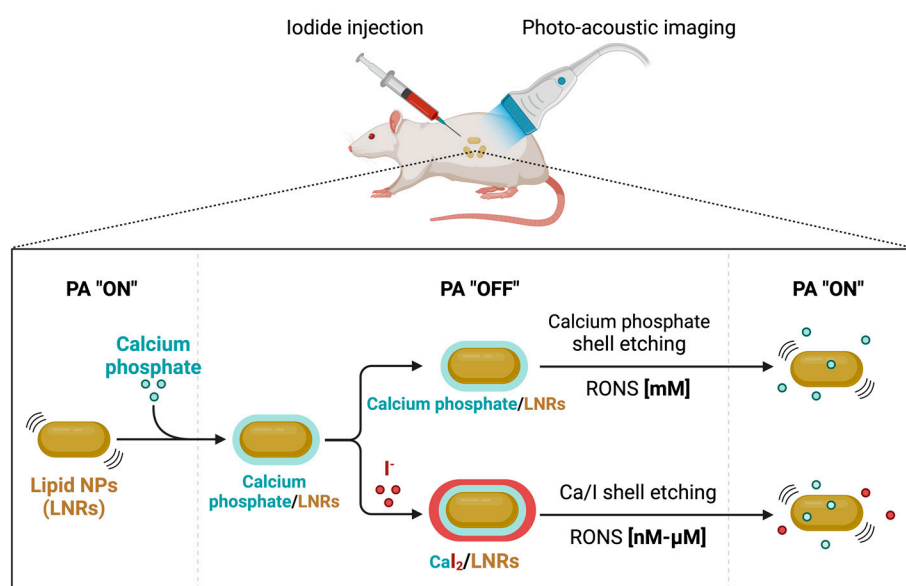 Iodide injection
Photo-acoustic imaging
PA "ON"
PA "OFF"
PA "ON"
Calcium
phosphate
Lipid NPs
(LNRs)
Calcium
phosphate/LNRs
Calcium phosphate/LNRs
Calcium phosphate
shell etching
RONS [mM]
I-
CaI₂/LNRs
Ca/I shell etching
RONS [nM-μM]